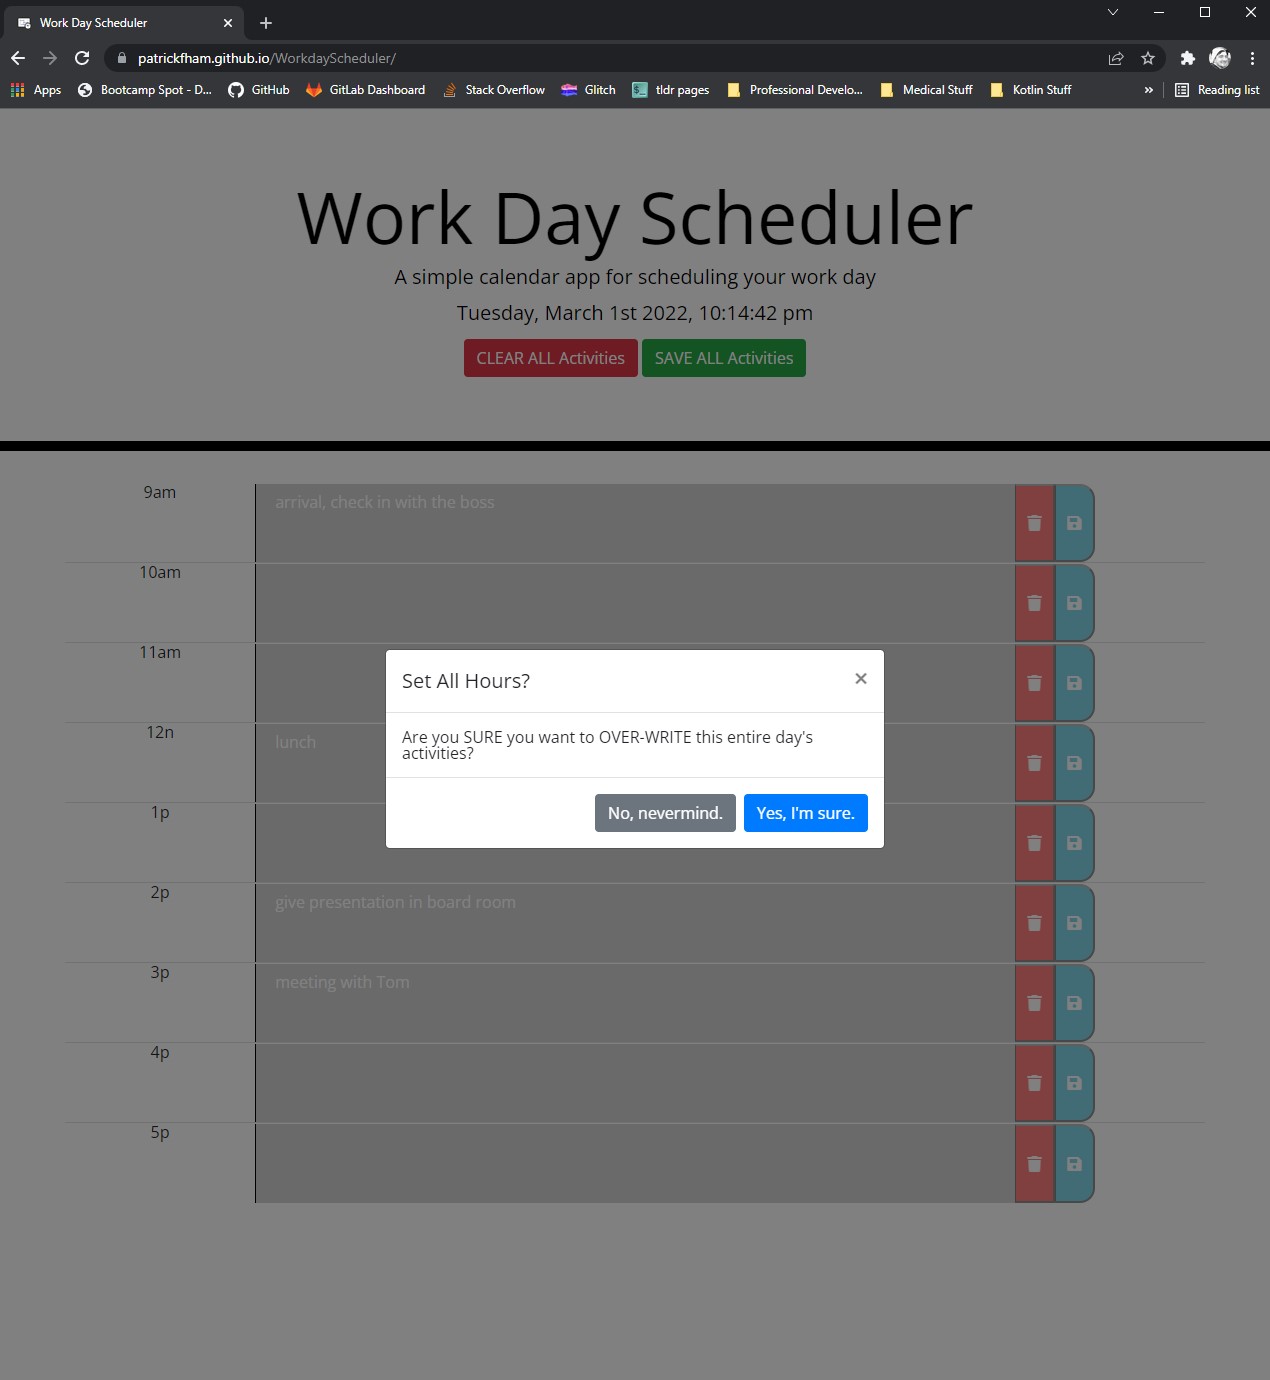 Work Day Scheduler
patrickfham.github.io/WorkdayScheduler/
Apps
Bootcamp Spot - D...
GitHub
GitLab Dashboard
Stack Overflow
Glitch
tldr pages
Professional Develo...
Medical Stuff
Kotlin Stuff
»
Reading list
Work Day Scheduler
A simple calendar app for scheduling your work day
Tuesday, March 1st 2022, 10:14:42 pm
CLEAR ALL Activities
SAVE ALL Activities
9am
arrival, check in with the boss
10am
11am
Set All Hours?
×
12n
lunch
Are you SURE you want to OVER-WRITE this entire day's
activities?
1p
No, nevermind.
Yes, I'm sure.
2p
give presentation in board room
3p
meeting with Tom
4p
5p